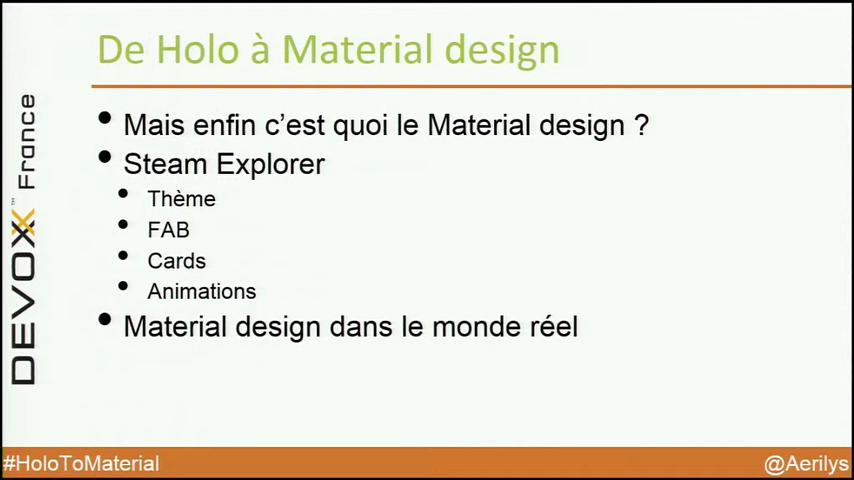 De Holo à Material design
• Mais enfin c’est quoi le Material design ?
• Steam Explorer
• Thème
• FAB
• Cards
• Animations
• Material design dans le monde réel
DEVOXX™ France
#HoloToMaterial
@Aerilys